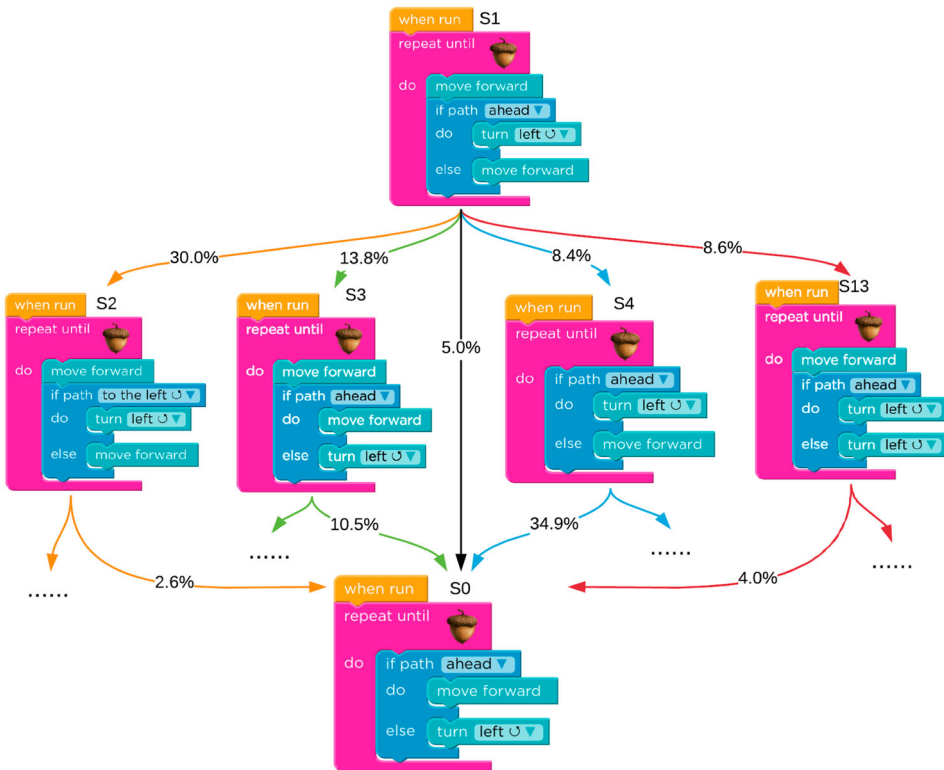 when run
S1
repeat until
do
move forward
if path ahead ▼
do
turn left ↺ ▼
else
move forward
30.0%
13.8%
5.0%
8.4%
8.6%
S2
when run
repeat until
do
move forward
if path to the left ↺ ▼
do
turn left ↺ ▼
else
move forward
S3
when run
repeat until
do
move forward
if path ahead ▼
do
move forward
else
turn left ↺ ▼
S4
when run
repeat until
do
if path ahead ▼
do
turn left ↺ ▼
else
move forward
S13
when run
repeat until
do
move forward
if path ahead ▼
do
turn left ↺ ▼
else
turn left ↺ ▼
......
2.6%
......
10.5%
34.9%
......
4.0%
......
S0
when run
repeat until
do
if path ahead ▼
do
move forward
else
turn left ↺ ▼